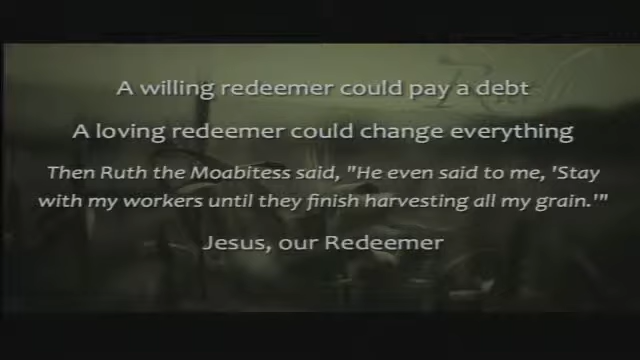 Ruth
A willing redeemer could pay a debt
A loving redeemer could change everything
Then Ruth the Moabitess said, "He even said to me, 'Stay
with my workers until they finish harvesting all my grain.'"
Jesus, our Redeemer